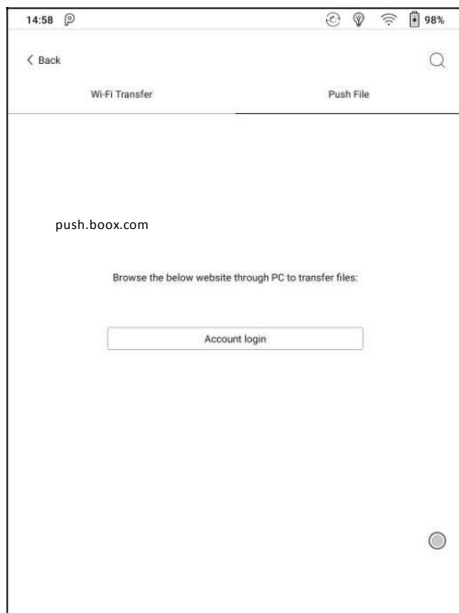 14:58 98%
Back
Wi-Fi Transfer Push File
push.boox.com
Browse the below website through PC to transfer files:
Account login